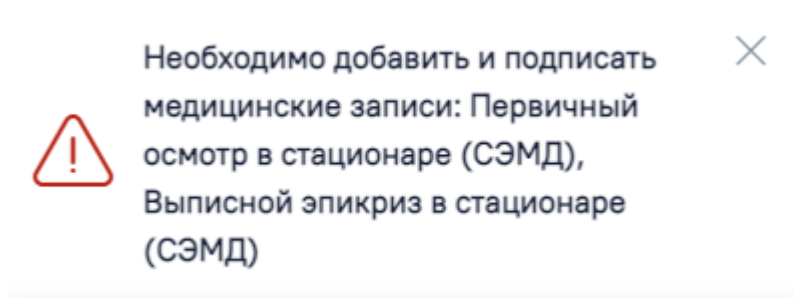 Необходимо добавить и подписать
медицинские записи: Первичный
осмотр в стационаре (СЭМД),
Выписной эпикриз в стационаре
(СЭМД)